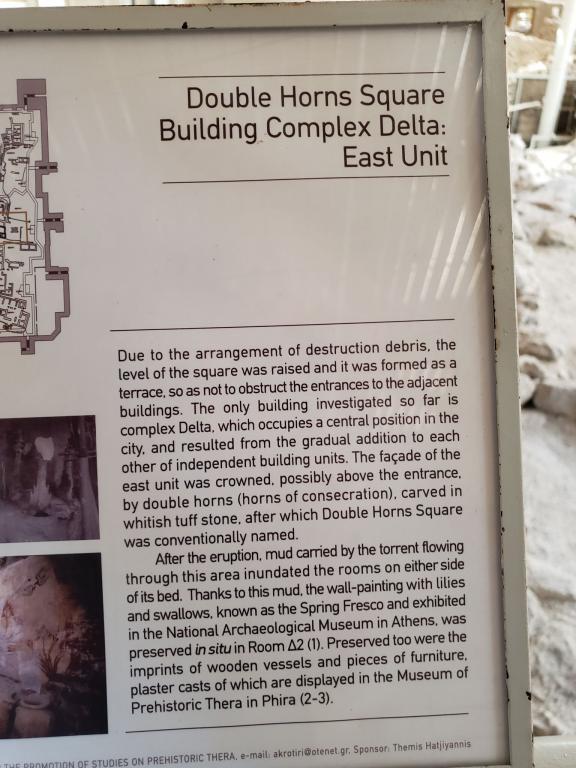 Double Horns Square
Building Complex Delta:
East Unit
Due to the arrangement of destruction debris, the
level of the square was raised and it was formed as a
terrace, so as not to obstruct the entrances to the adjacent
buildings. The only building investigated so far is
complex Delta, which occupies a central position in the
city, and resulted from the gradual addition to each
other of independent building units. The façade of the
east unit was crowned, possibly above the entrance,
by double horns (horns of consecration), carved in
whitish tuff stone, after which Double Horns Square
was conventionally named.
After the eruption, mud carried by the torrent flowing
through this area inundated the rooms on either side
of its bed. Thanks to this mud, the wall-painting with lilies
and swallows, known as the Spring Fresco and exhibited
in the National Archaeological Museum in Athens, was
preserved in situ in Room Δ2 (1). Preserved too were the
imprints of wooden vessels and pieces of furniture,
plaster casts of which are displayed in the Museum of
Prehistoric Thera in Phira (2-3).
THE PROMOTION OF STUDIES ON PREHISTORIC THERA, e-mail: akrotiri@otenet.gr, Sponsor: Themis Hatjiyannis